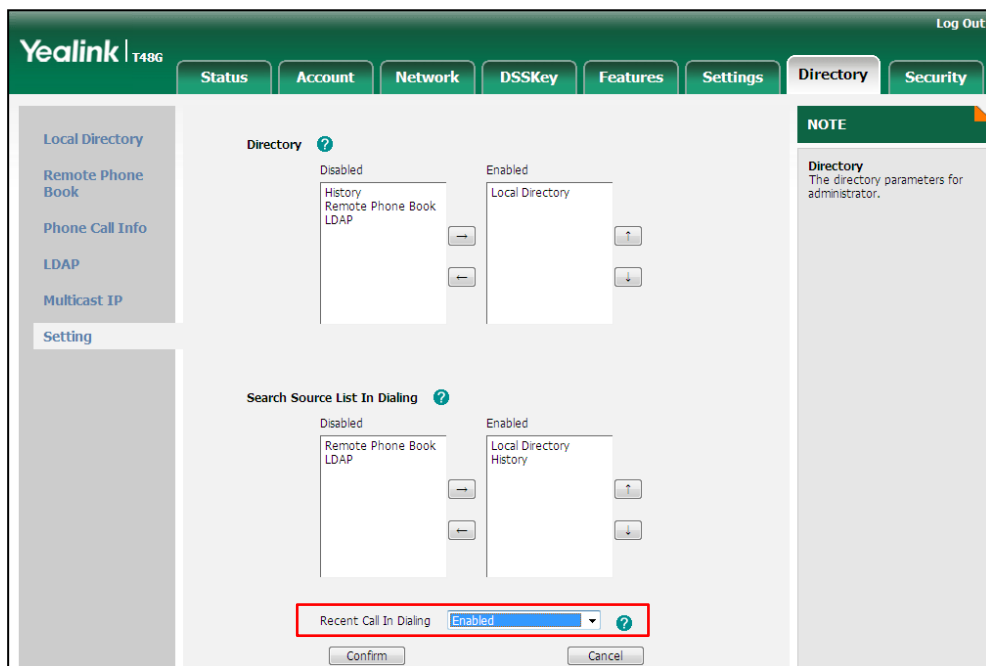 Log Out
Yealink | T48G
Status Account Network DSSKey Features Settings Directory Security
Local Directory
Remote Phone
Book
Phone Call Info
LDAP
Multicast IP
Setting
Directory ?
Disabled Enabled
History
Remote Phone Book
LDAP
Local Directory
→
←
↑
↓
Search Source List In Dialing ?
Disabled Enabled
Remote Phone Book
LDAP
Local Directory
History
→
←
↑
↓
Recent Call In Dialing Enabled ?
Confirm Cancel
NOTE
Directory
The directory parameters for
administrator.